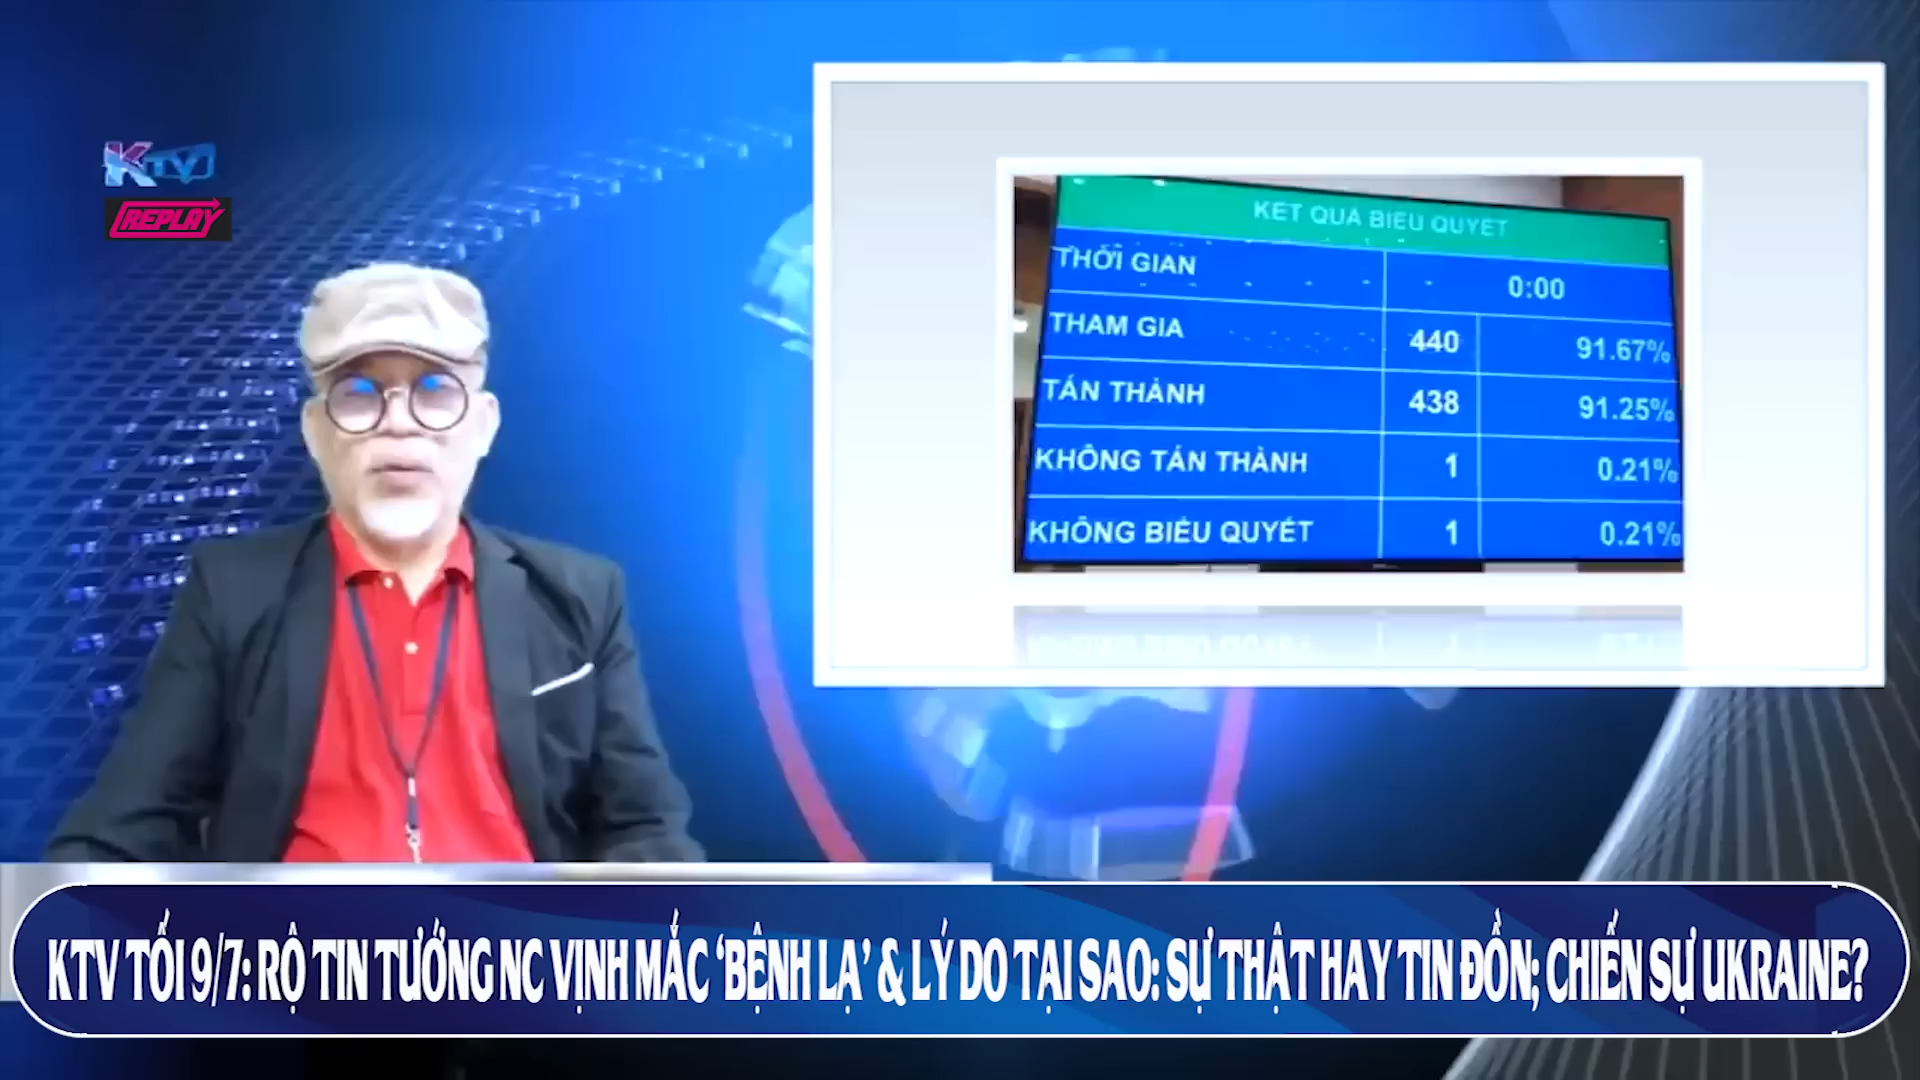 KTV
REPLAY
KẾT QUẢ BIỂU QUYẾT
THỜI GIAN 0:00
THAM GIA 440 91.67%
TÁN THÀNH 438 91.25%
KHÔNG TÁN THÀNH 1 0.21%
KHÔNG BIỂU QUYẾT 1 0.21%
KTV TỐI 9/7: RỘ TIN TƯỚNG NC VỊNH MẮC ‘BỆNH LẠ’ & LÝ DO TẠI SAO: SỰ THẬT HAY TIN ĐỒN; CHIẾN SỰ UKRAINE?